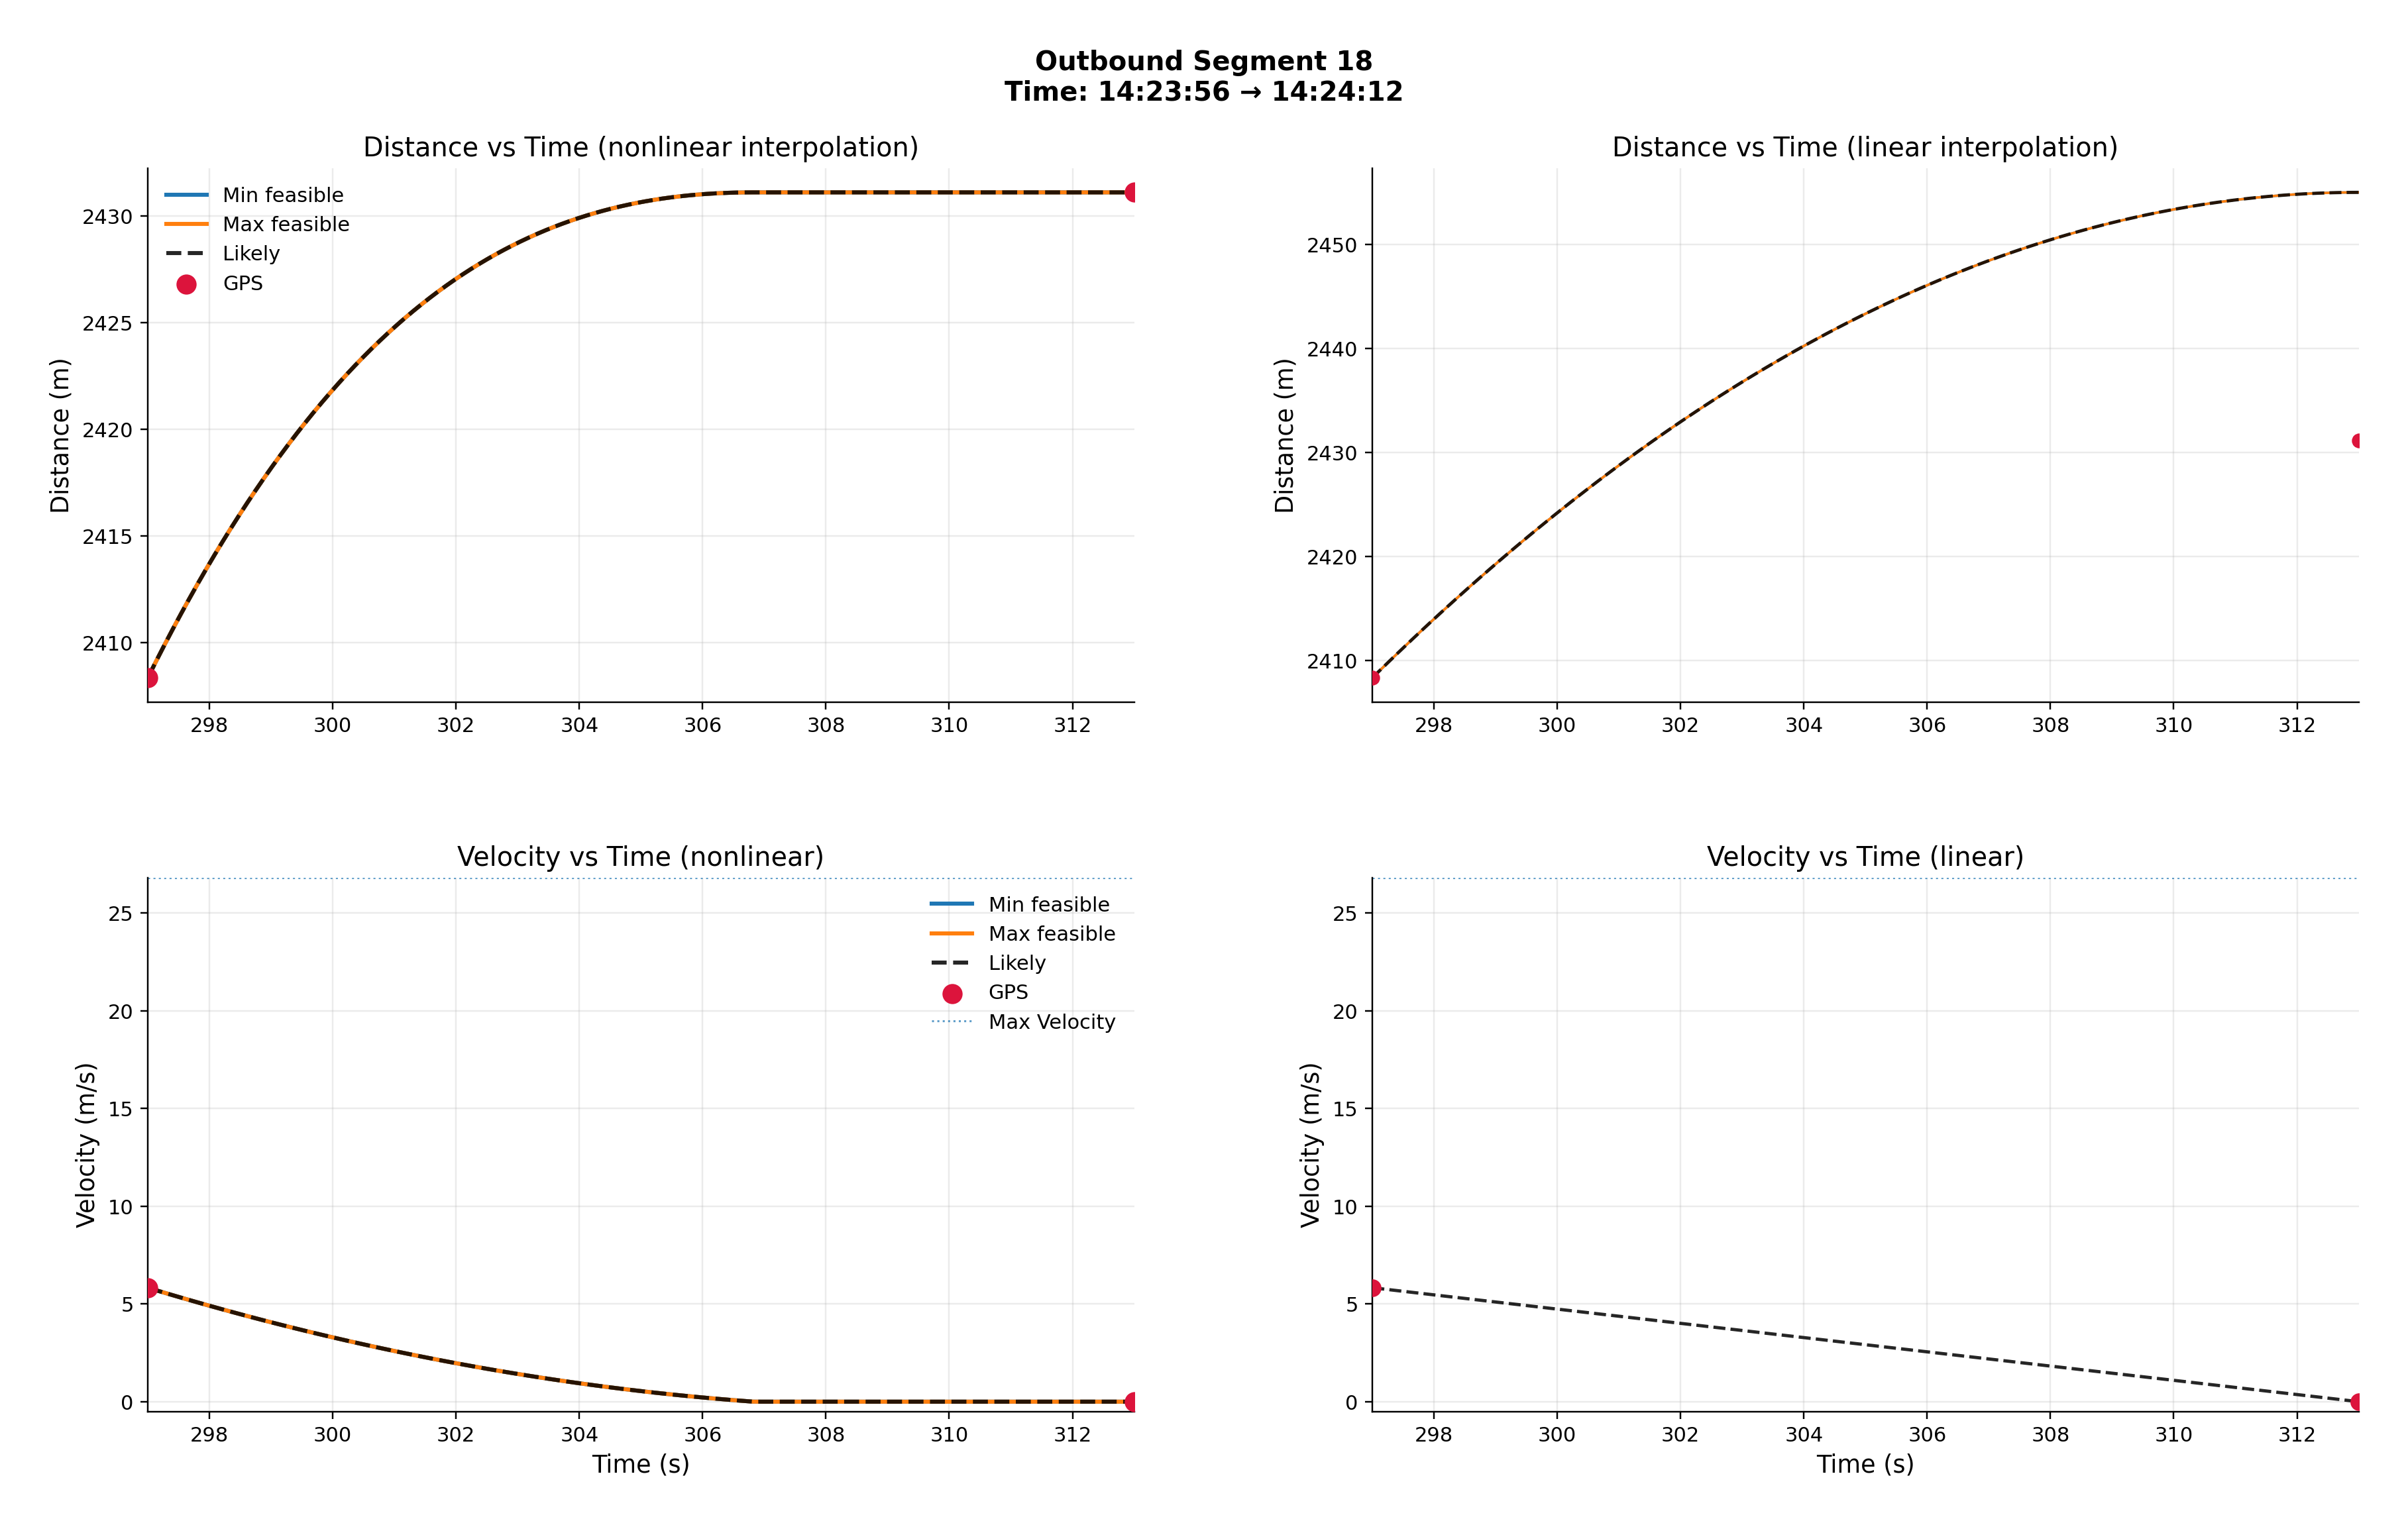 Outbound Segment 18
Time: 14:23:56 → 14:24:12
Distance vs Time (nonlinear interpolation)
Distance (m)
2430
2425
2420
2415
2410
Min feasible
Max feasible
Likely
GPS
298 300 302 304 306 308 310 312
Distance vs Time (linear interpolation)
Distance (m)
2450
2440
2430
2420
2410
298 300 302 304 306 308 310 312
Velocity vs Time (nonlinear)
Velocity (m/s)
25
20
15
10
5
0
Min feasible
Max feasible
Likely
GPS
Max Velocity
298 300 302 304 306 308 310 312
Time (s)
Velocity vs Time (linear)
Velocity (m/s)
25
20
15
10
5
0
298 300 302 304 306 308 310 312
Time (s)